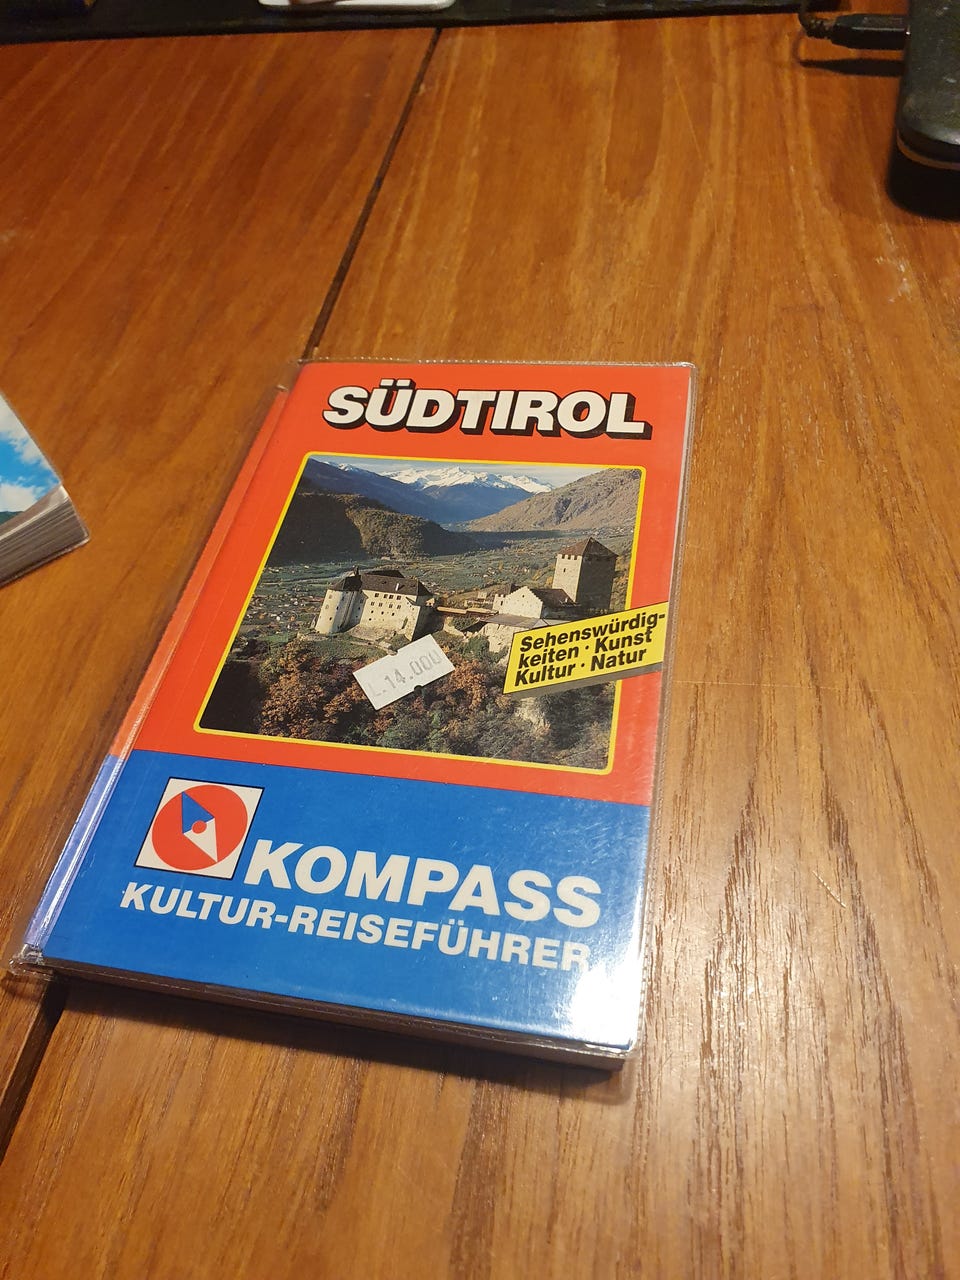 SÜDTIROL
Sehenswürdig-
keiten · Kunst
Kultur · Natur
L.14.000
KOMPASS
KULTUR-REISEFÜHRER